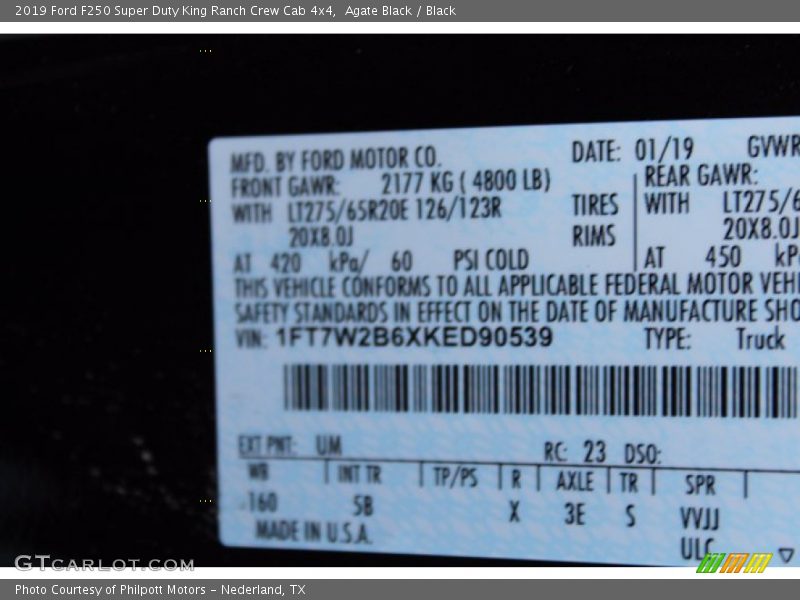 2019 Ford F250 Super Duty King Ranch Crew Cab 4x4,  Agate Black / Black
MFD. BY FORD MOTOR CO. DATE: 01/19 GVWR
FRONT GAWR: 2177 KG ( 4800 LB) REAR GAWR:
WITH LT275/65R20E 126/123R TIRES WITH LT275/6
20X8.0J RIMS 20X8.0J
AT 420 kPa/ 60 PSI COLD AT 450 kP
THIS VEHICLE CONFORMS TO ALL APPLICABLE FEDERAL MOTOR VEHI
SAFETY STANDARDS IN EFFECT ON THE DATE OF MANUFACTURE SHO
VIN: 1FT7W2B6XKED90539 TYPE: Truck
EXT PNT: UM RC: 23 DSO:
WB INT TR TP/PS R AXLE TR SPR
160 5B X 3E S VVJJ
MADE IN U.S.A. ULC
GTCARLOT.COM
Photo Courtesy of Philpott Motors - Nederland, TX